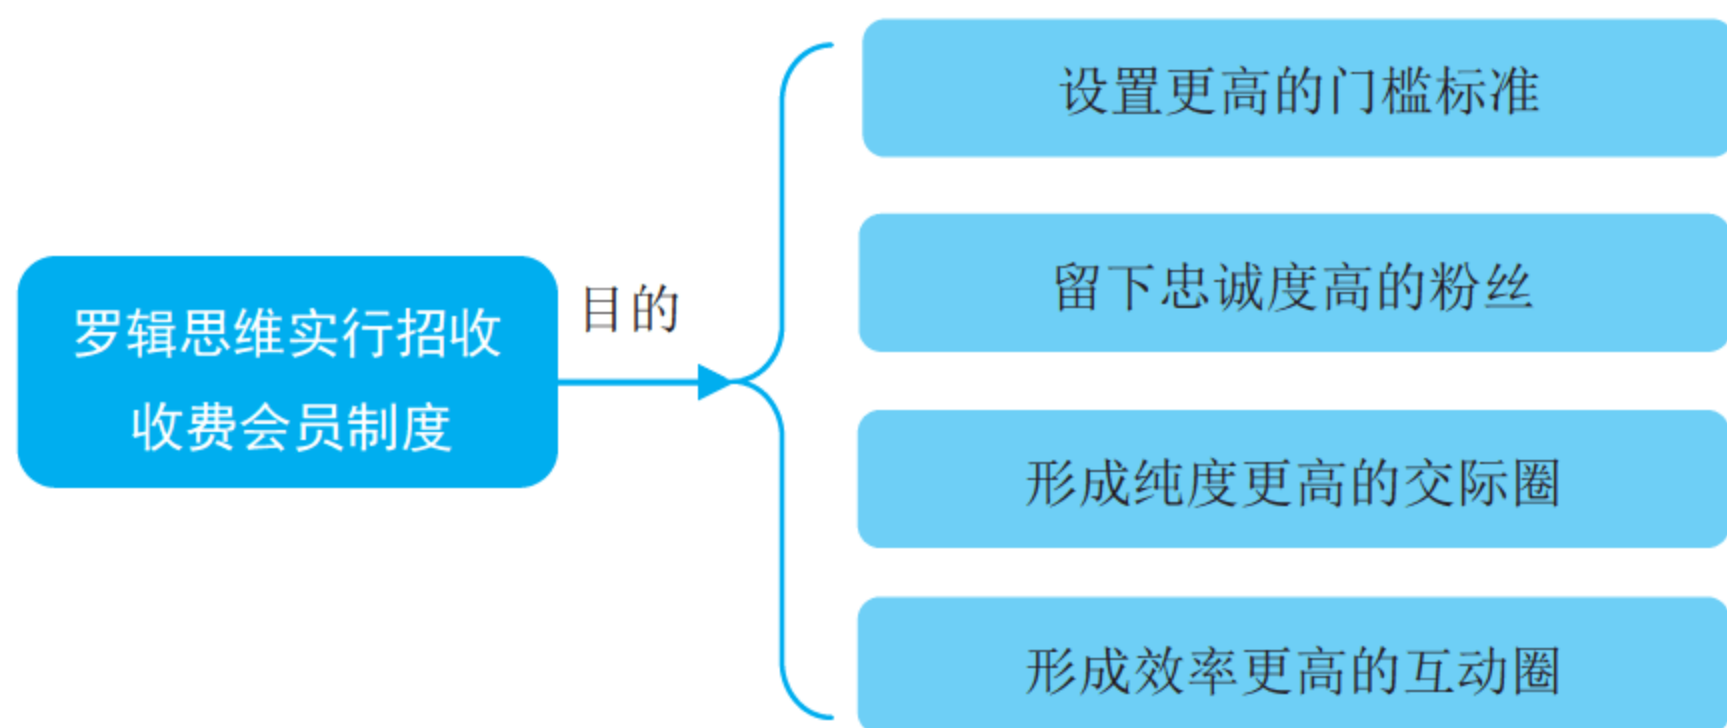 罗辑思维实行招收
收费会员制度
目的
设置更高的门槛标准
留下忠诚度高的粉丝
形成纯度更高的交际圈
形成效率更高的互动圈